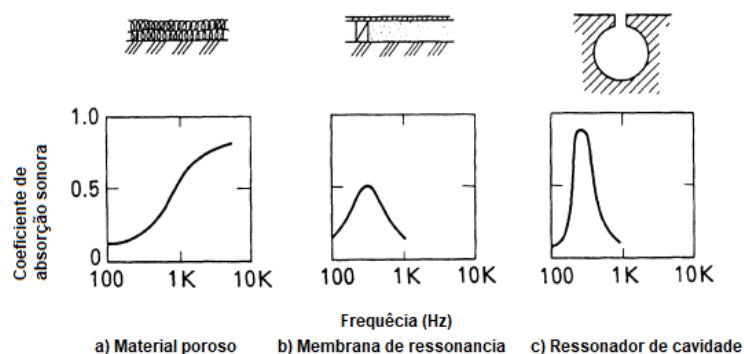 Coeficiente de
absorção sonora
1.0
0.5
0
100 1K 10K
100 1K 10K
100 1K 10K
Frequêcia (Hz)
a) Material poroso
b) Membrana de ressonancia
c) Ressonador de cavidade